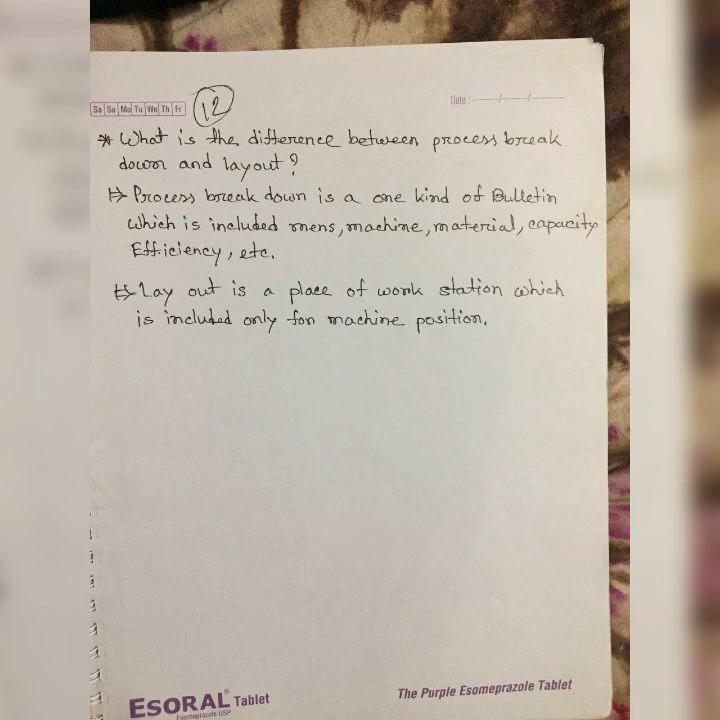 Sa Su Mo Tu We Th Fr
12
Date : --------/--------/-----------
* What is the difference between process break
down and layout?
⇒ Process break down is a one kind of Bulletin
which is included mens, machine, material, capacity
Efficiency, etc.
⇒ Lay out is a place of work station which
is included only for machine position.
ESORAL® Tablet
Esomeprazole USP
The Purple Esomeprazole Tablet